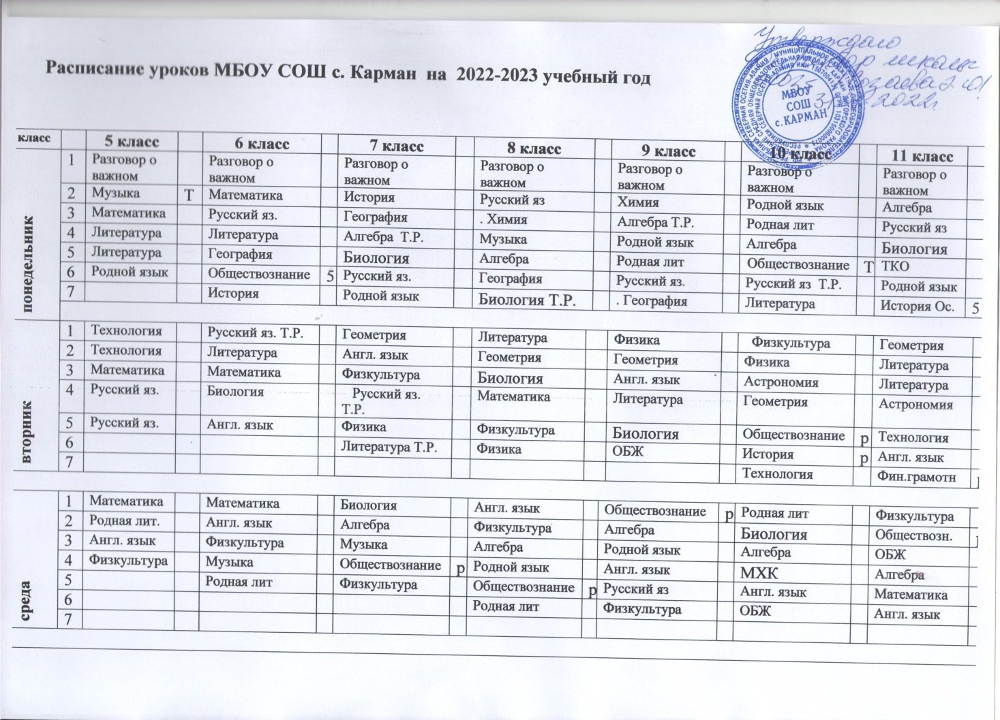 Утверждаю
Расписание уроков МБОУ СОШ с. Карман на 2022-2023 учебный год
МБОУ
СОШ
с.КАРМАН
2022г.
класс 5 класс 6 класс 7 класс 8 класс 9 класс 10 класс 11 класс
понедельник
1 Разговор о важном Разговор о важном Разговор о важном Разговор о важном Разговор о важном Разговор о важном Разговор о важном
2 Музыка Т Математика История Русский яз Химия Родной язык Алгебра
3 Математика Русский яз. География . Химия Алгебра Т.Р. Родная лит Русский яз
4 Литература Литература Алгебра Т.Р. Музыка Родной язык Алгебра Биология
5 Литература География Биология Алгебра Родная лит Обществознание Т ТКО
6 Родной язык Обществознание 5 Русский яз. География Русский яз. Русский яз Т.Р. Родной язык
7 История Родной язык Биология Т.Р. . География Литература История Ос. 5
вторник
1 Технология Русский яз. Т.Р. Геометрия Литература Физика Физкультура Геометрия
2 Технология Литература Англ. язык Геометрия Геометрия Физика Литература
3 Математика Математика Физкультура Биология Англ. язык Астрономия Литература
4 Русский яз. Биология Русский яз. Т.Р. Математика Литература Геометрия Астрономия
5 Русский яз. Англ. язык Физика Физкультура Биология Обществознание р Технология
6 Литература Т.Р. Физика ОБЖ История р Англ. язык
7 Технология Фин.грамотн
среда
1 Математика Математика Биология Англ. язык Обществознание р Родная лит Физкультура
2 Родная лит. Англ. язык Алгебра Физкультура Алгебра Биология Обществозн.
3 Англ. язык Физкультура Музыка Алгебра Родной язык Алгебра ОБЖ
4 Физкультура Музыка Обществознание р Родной язык Англ. язык МХК Алгебра
5 Родная лит Физкультура Обществознание р Русский яз Англ. язык Математика
6 Родная лит Физкультура ОБЖ Англ. язык
7